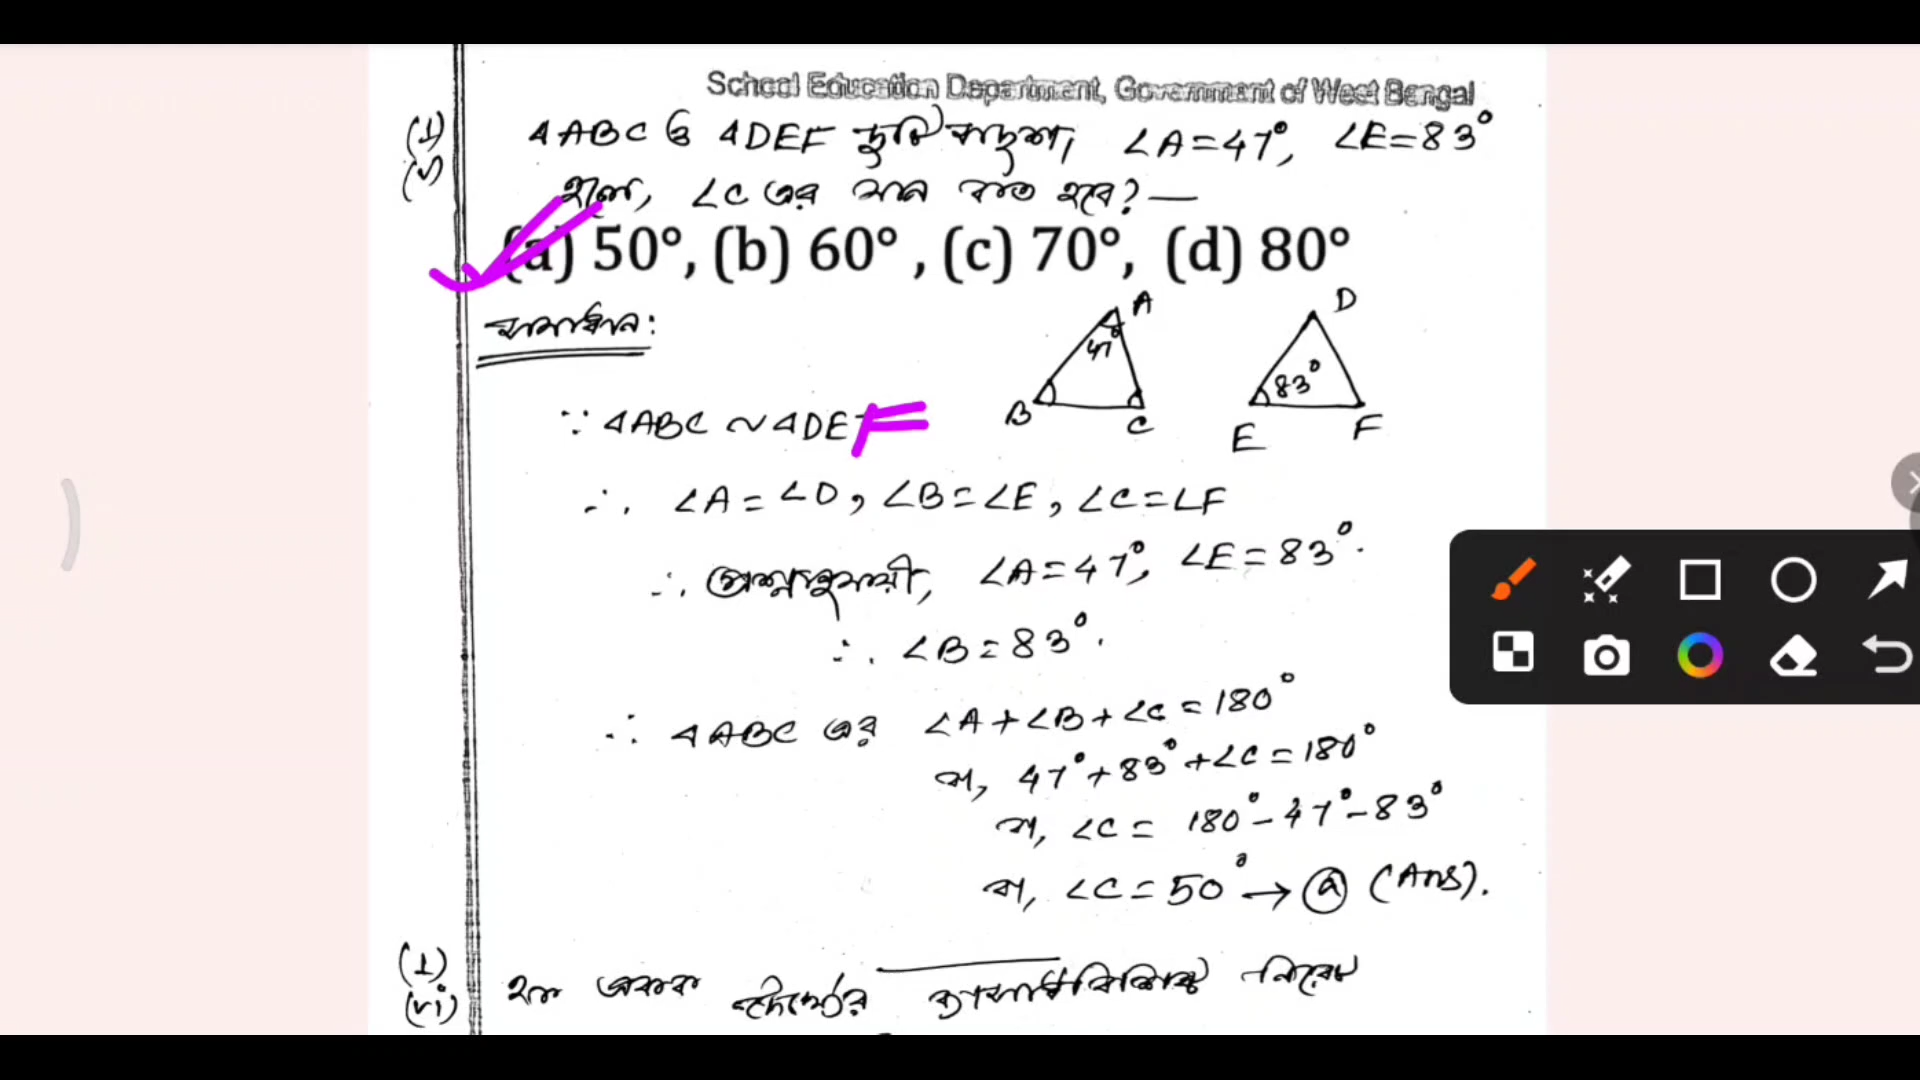 School Education Department, Government of West Bengal
(1) (v) △ABC ও △DEF দুটি সদৃশ, ∠A=47°, ∠E=83°
হলে, ∠C এর মান কত হবে?—
(a) 50°, (b) 60° , (c) 70°, (d) 80°
সমাধান:
A
D
47°
83°
B
C
E
F
∵ △ABC ∼ △DEF
∴ ∠A=∠D, ∠B=∠E, ∠C=∠F
∴ প্রশ্নানুযায়ী, ∠A=47°, ∠E=83°.
∴ ∠B=83°.
∴ △ABC এর ∠A+∠B+∠C=180°
বা, 47°+83°+∠C=180°
বা, ∠C= 180°-47°-83°
বা, ∠C=50° → ⓐ (Ans).
(1) (vi) একক দৈর্ঘ্যের ব্যাসার্ধবিশিষ্ট নিরেট